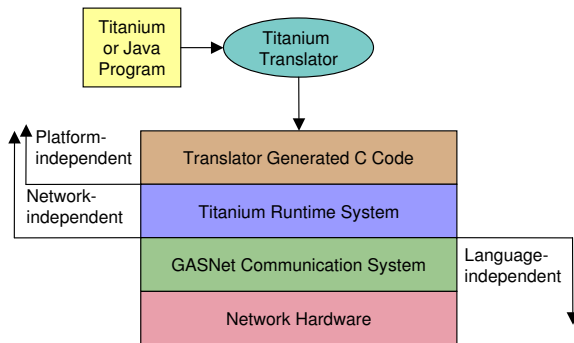 Titanium
or Java
Program
Titanium
Translator
Platform-
independent
Translator Generated C Code
Network-
independent
Titanium Runtime System
GASNet Communication System
Language-
independent
Network Hardware